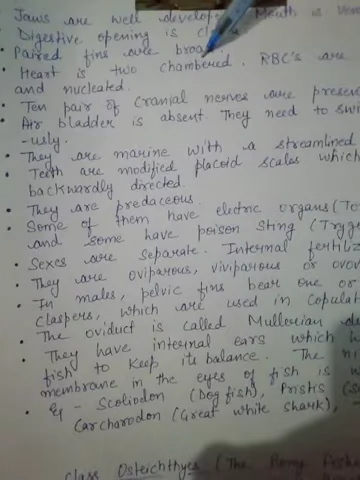 Jaws are well develope Mouth is
Digestive opening is
Paired fins are broad
Heart is two chambered. RBC's are
and nucleated.
Ten pair of cranial nerves are presen
Air bladder is absent They need to swi
-usly.
They are marine with a streamlined
Teeth are modified placoid scales which
backwardly directed.
They are predaceous.
Some of them have electric organs (To
and some have poison sting (Tryg
Sexes are separate. Internal fertiliz
They are oviparous, viviparous or ovov
In males, pelvic fins bear one or
claspers, which are used in Copulat
The oviduct is called Mullerian d
They have internal ears which h
fish to keep its balance. The ni
membrane in the eyes of fish is w
Eg - Scoliodon (Dog fish), Pristis (S
Carcharodon (Great white shark),
Class Osteichthyes (The Bony Fishe